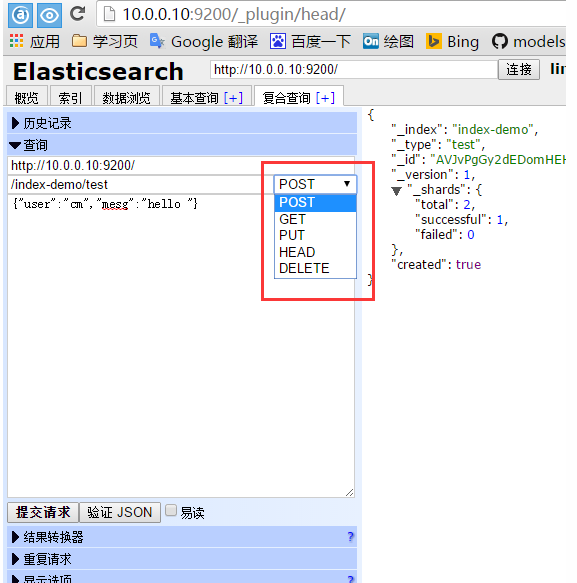 10.0.0.10:9200/_plugin/head/
应用 学习页 Google 翻译 百度一下 绘图 Bing models
Elasticsearch http://10.0.0.10:9200/ 连接
概览 索引 数据浏览 基本查询 [+] 复合查询 [+]
历史记录
查询
http://10.0.0.10:9200/
/index-demo/test POST
{"user":"cm","mesg":"hello "}
POST
GET
PUT
HEAD
DELETE
提交请求 验证 JSON 易读
结果转换器 ?
重复请求 ?
显示选项 ?
{
"_index": "index-demo",
"_type": "test",
"_id": "AVJvPgGy2dEDomHEH
"_version": 1,
"_shards": {
"total": 2,
"successful": 1,
"failed": 0
},
"created": true
}